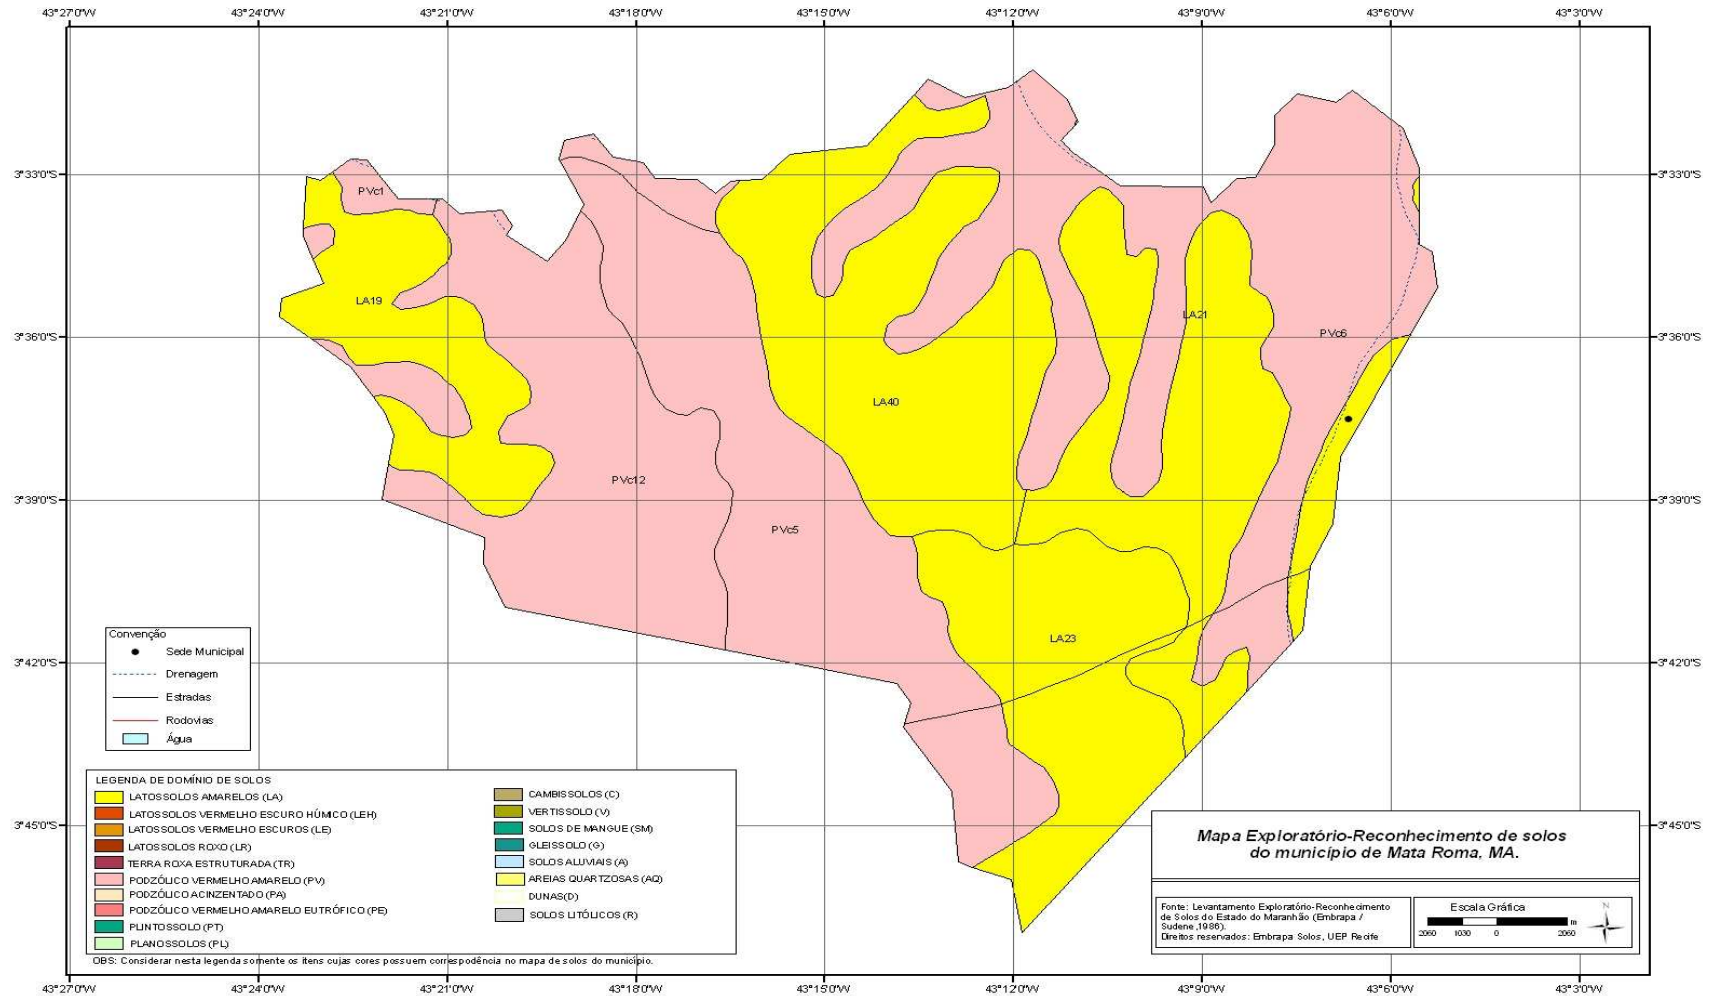 43°27'0"W 43°24'0"W 43°21'0"W 43°18'0"W 43°15'0"W 43°12'0"W 43°9'0"W 43°6'0"W 43°3'0"W
3°33'0"S 3°33'0"S
PVc1
LA19
LA21
PVc6
3°36'0"S 3°36'0"S
LA40
PVc12
3°39'0"S 3°39'0"S
PVc5
LA23
3°42'0"S 3°42'0"S
Convenção
Sede Municipal
Drenagem
Estradas
Rodovias
Água
3°45'0"S 3°45'0"S
LEGENDA DE DOMÍNIO DE SOLOS
LATOSSOLOS AMARELOS (LA)
LATOSSOLOS VERMELHO ESCURO HÚMICO (LEH)
LATOSSOLOS VERMELHO ESCUROS (LE)
LATOSSOLOS ROXO (LR)
TERRA ROXA ESTRUTURADA (TR)
PODZÓLICO VERMELHO AMARELO (PV)
PODZÓLICO ACINZENTADO (PA)
PODZÓLICO VERMELHO AMARELO EUTRÓFICO (PE)
PLINTOSSOLO (PT)
PLANOSSOLOS (PL)
CAMBISSOLOS (C)
VERTISSOLO (V)
SOLOS DE MANGUE (SM)
GLEISSOLO (G)
SOLOS ALUVIAIS (A)
AREIAS QUARTZOSAS (AQ)
DUNAS(D)
SOLOS LITÓLICOS (R)
OBS: Considerar nesta legenda somente os itens cujas cores possuem correspodência no mapa de solos do município.
Mapa Exploratório-Reconhecimento de solos
do município de Mata Roma, MA.
Fonte: Levantamento Exploratório-Reconhecimento
de Solos do Estado do Maranhão (Embrapa /
Sudene ,1986).
Direitos reservados: Embrapa Solos, UEP Recife
Escala Gráfica
m
2060 1030 0 2060
N
43°27'0"W 43°24'0"W 43°21'0"W 43°18'0"W 43°15'0"W 43°12'0"W 43°9'0"W 43°6'0"W 43°3'0"W